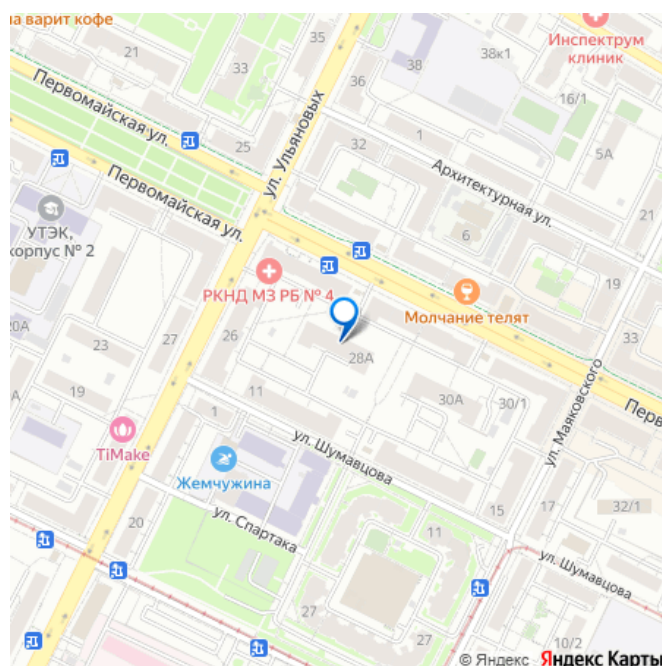 на варит кофе
21
33
35
36
38
38к1
Инспектрум
клиник
16/1
Первомайская ул.
ул. Ульяновых
25
32
1
5А
Архитектурная ул.
Первомайская ул.
УТЭК,
корпус № 2
6
21
19
РКНД МЗ РБ № 4
Молчание телят
20А
27
26
33
23
28А
ул. Маяковского
19
11
30А
30/1
Перв
1
TiMake
ул. Шумавцова
Жемчужина
20
ул. Спартака
11
15
17
32/1
ул. Шумавцова
27
27
10/2
© Яндекс
Яндекс Карты